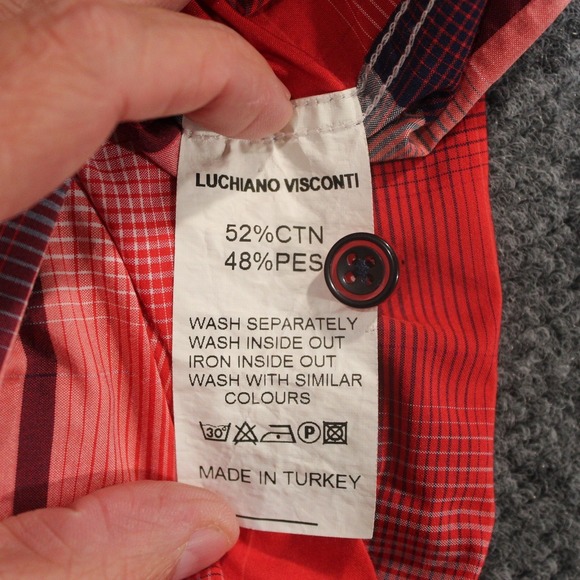 LUCHIANO VISCONTI
52%CTN
48%PES
WASH SEPARATELY
WASH INSIDE OUT
IRON INSIDE OUT
WASH WITH SIMILAR
COLOURS
30° P
MADE IN TURKEY